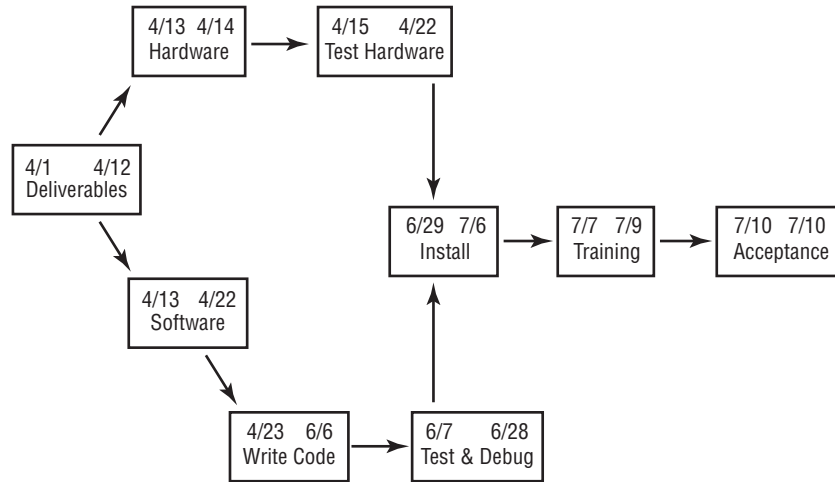 4/13 4/14
Hardware
4/15 4/22
Test Hardware
4/1 4/12
Deliverables
6/29 7/6
Install
7/7 7/9
Training
7/10 7/10
Acceptance
4/13 4/22
Software
4/23 6/6
Write Code
6/7 6/28
Test & Debug